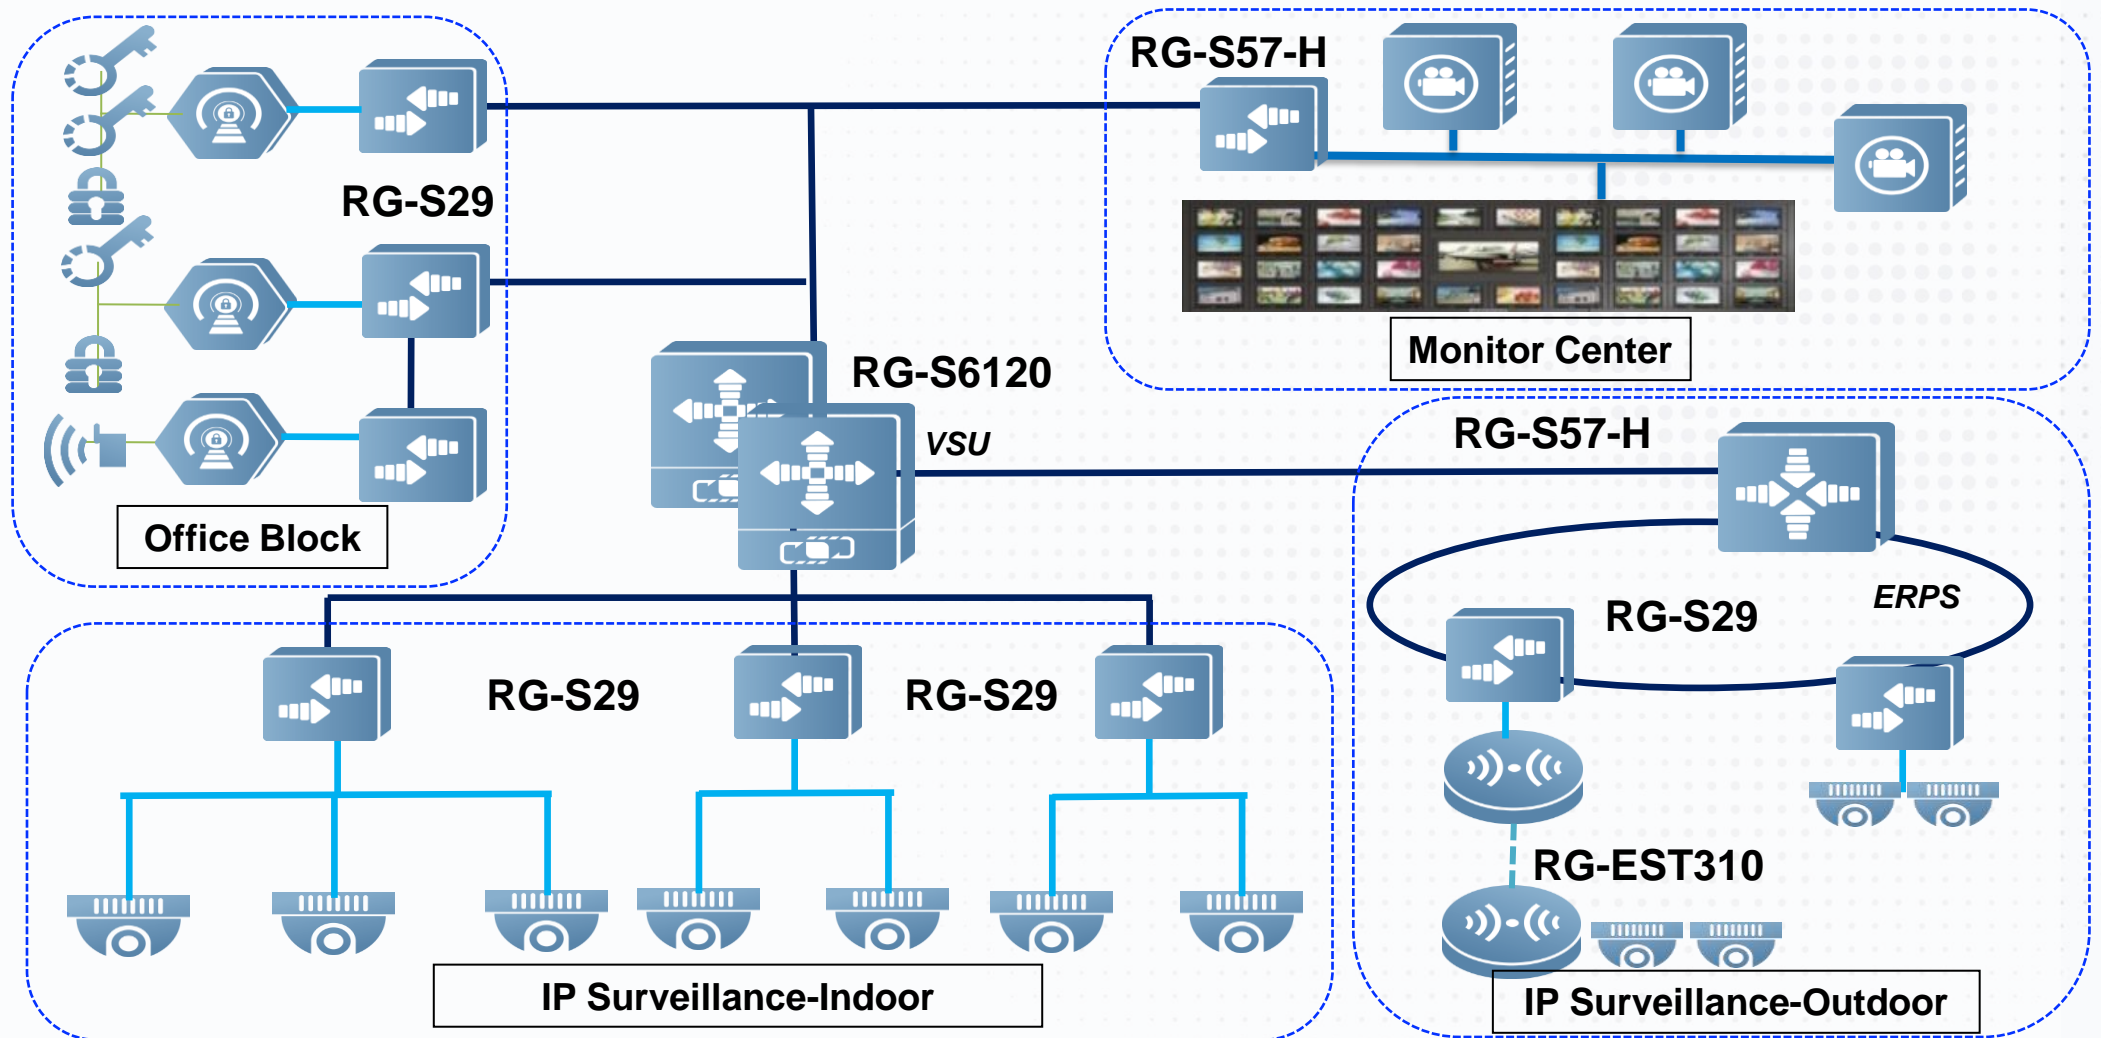 RG-S57-H
RG-S29
Monitor Center
RG-S6120
VSU
RG-S57-H
Office Block
ERPS
RG-S29
RG-S29
RG-S29
RG-EST310
IP Surveillance-Indoor
IP Surveillance-Outdoor